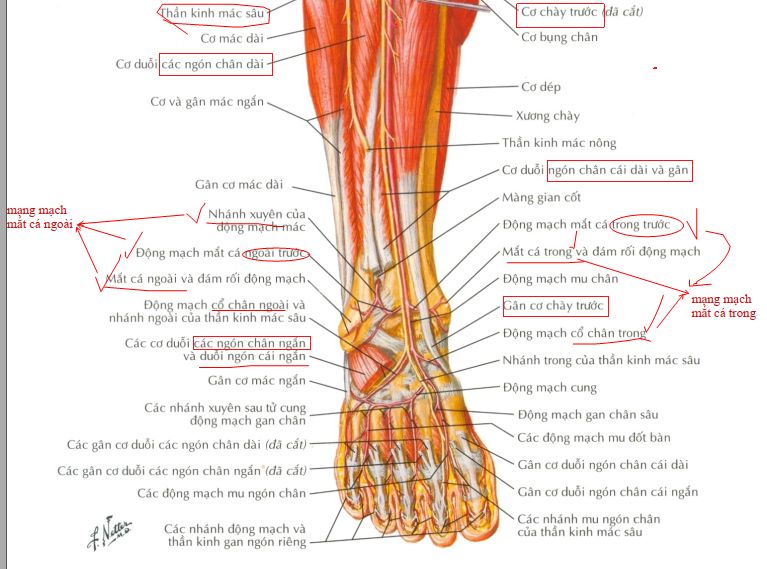 Thần kinh mác sâu
Cơ mác dài
Cơ duỗi các ngón chân dài
Cơ và gân mác ngắn
Gân cơ mác dài
mạng mạch
mắt cá ngoài
Nhánh xuyên của
động mạch mác
Động mạch mắt cá ngoài trước
Mắt cá ngoài và đám rối động mạch
Động mạch cổ chân ngoài và
nhánh ngoài của thần kinh mác sâu
Các cơ duỗi các ngón chân ngắn
và duỗi ngón cái ngắn
Gân cơ mác ngắn
Các nhánh xuyên sau từ cung
động mạch gan chân
Các gân cơ duỗi các ngón chân dài (đã cắt)
Các gân cơ duỗi các ngón chân ngắn (đã cắt)
Các động mạch mu ngón chân
Các nhánh động mạch và
thần kinh gan ngón riêng
Cơ chày trước (đã cắt)
Cơ bụng chân
Cơ dép
Xương chày
Thần kinh mác nông
Cơ duỗi ngón chân cái dài và gân
Màng gian cốt
Động mạch mắt cá trong trước
Mắt cá trong và đám rối động mạch
Động mạch mu chân
mạng mạch
mắt cá trong
Gân cơ chày trước
Động mạch cổ chân trong
Nhánh trong của thần kinh mác sâu
Động mạch cung
Động mạch gan chân sâu
Các động mạch mu đốt bàn
Gân cơ duỗi ngón chân cái dài
Gân cơ duỗi ngón chân cái ngắn
Các nhánh mu ngón chân
của thần kinh mác sâu
F. Netter
M.D.